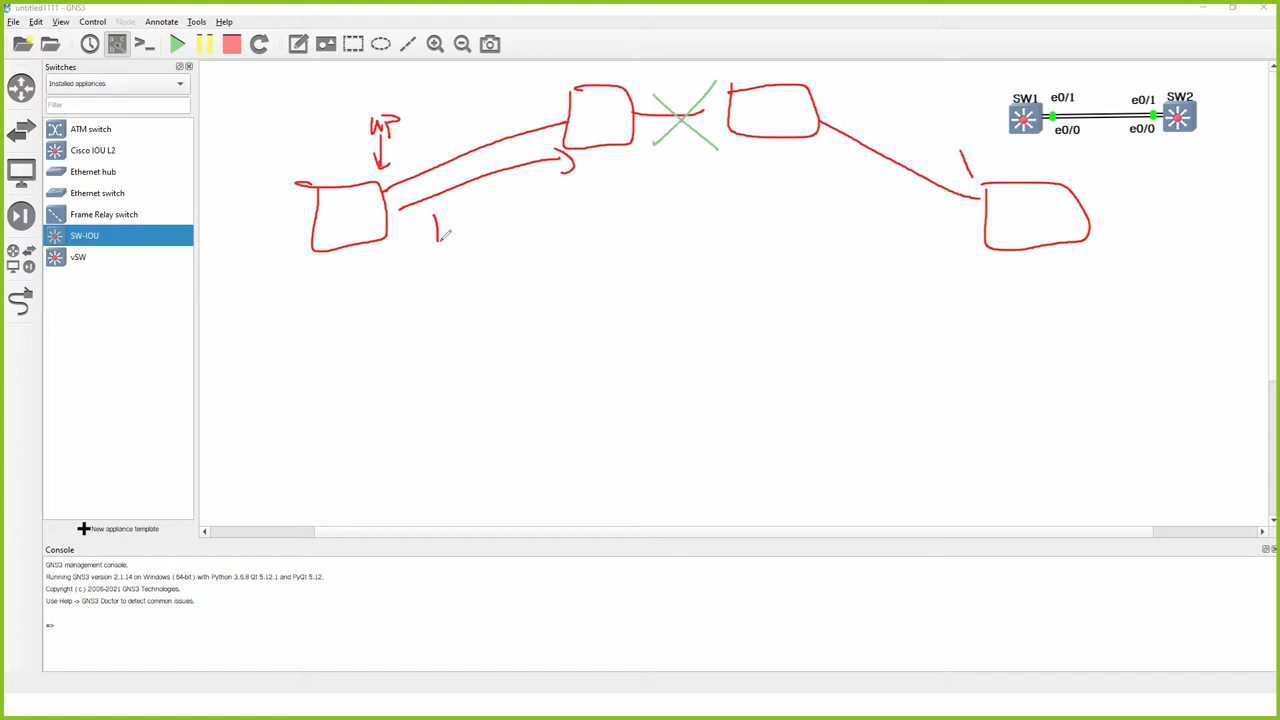 untitled1111 - GNS3
File Edit View Control Node Annotate Tools Help
Switches
Installed appliances
Filter
ATM switch
Cisco IOU L2
Ethernet hub
Ethernet switch
Frame Relay switch
SW-IOU
vSW
New appliance template
SW1 e0/1 e0/1 SW2
e0/0 e0/0
UP
Console
GNS3 management console.
Running GNS3 version 2.1.14 on Windows (64-bit) with Python 3.6.8 Qt 5.12.1 and PyQt 5.12.
Copyright (c) 2006-2021 GNS3 Technologies.
Use Help -> GNS3 Doctor to detect common issues.
=>